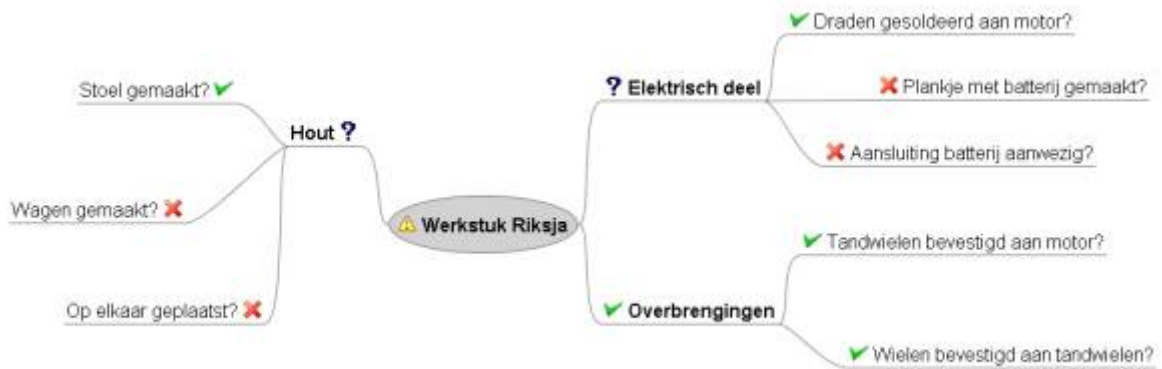 Werkstuk Riksja
Hout ?
Stoel gemaakt?
Wagen gemaakt?
Op elkaar geplaatst?
? Elektrisch deel
Draden gesoldeerd aan motor?
Plankje met batterij gemaakt?
Aansluiting batterij aanwezig?
Overbrengingen
Tandwielen bevestigd aan motor?
Wielen bevestigd aan tandwielen?